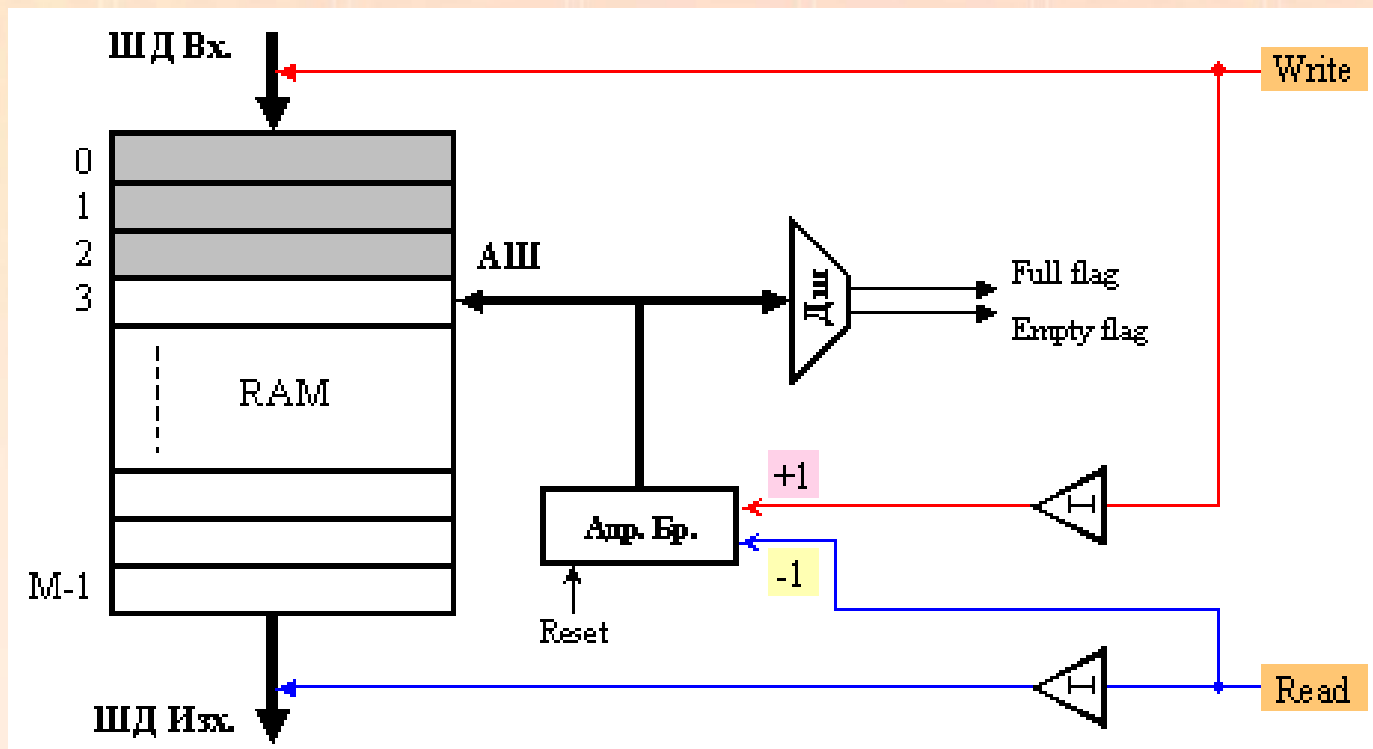 ШД Вх.
Write
0
1
2
3
АШ
Дш
Full flag
Empty flag
RAM
+1
Адр. Бр.
-1
M-1
Reset
ШД Изх.
Read